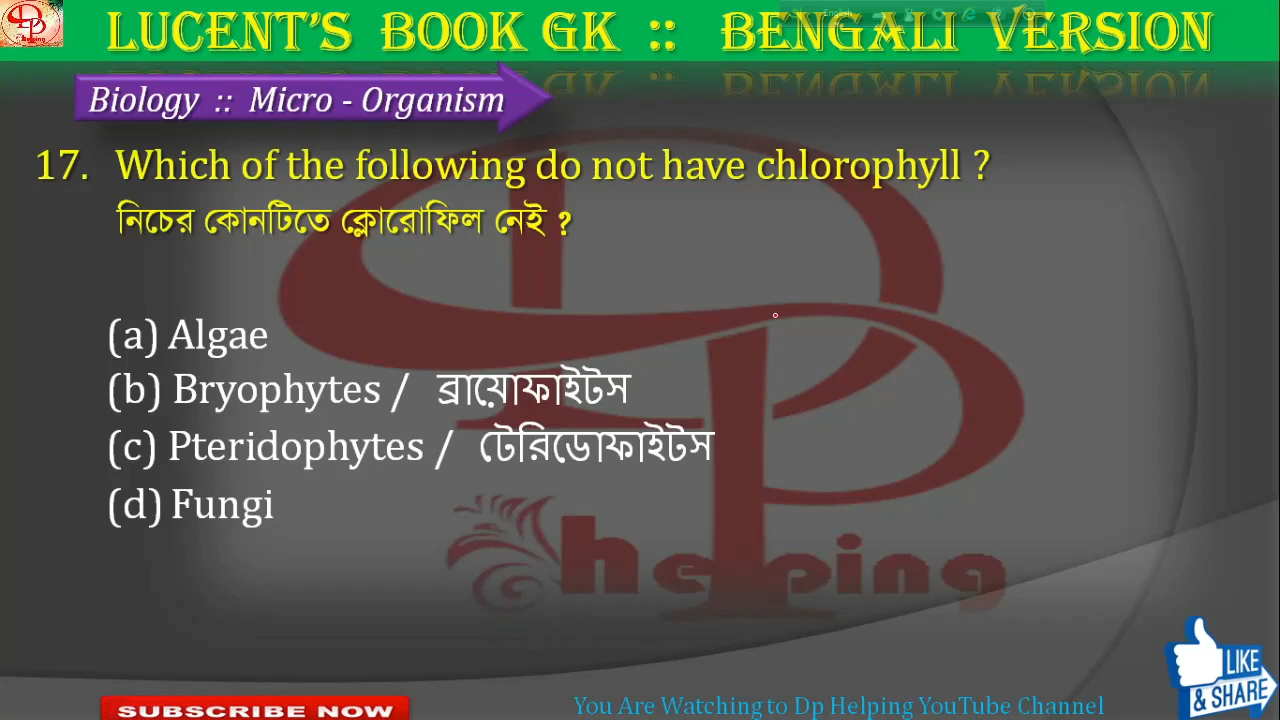 LUCENT'S BOOK GK :: BENGALI VERSION
Biology :: Micro - Organism
17. Which of the following do not have chlorophyll ?
নিচের কোনটিতে ক্লোরোফিল নেই ?
(a) Algae
(b) Bryophytes / ব্রায়োফাইটস
(c) Pteridophytes / টেরিডোফাইটস
(d) Fungi
helping
LIKE
& SHARE
SUBSCRIBE NOW
You Are Watching to Dp Helping YouTube Channel